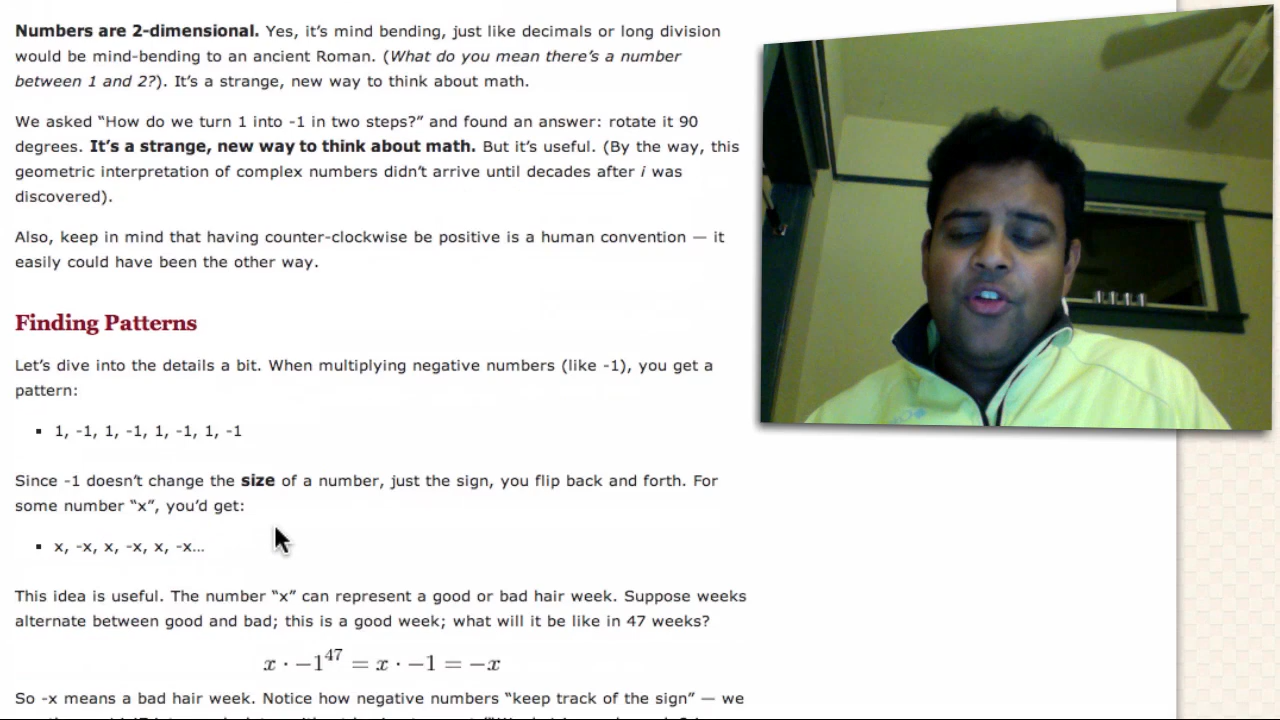 Numbers are 2-dimensional. Yes, it’s mind bending, just like decimals or long division
would be mind-bending to an ancient Roman. (What do you mean there’s a number
between 1 and 2?). It’s a strange, new way to think about math.
We asked “How do we turn 1 into -1 in two steps?” and found an answer: rotate it 90
degrees. It’s a strange, new way to think about math. But it’s useful. (By the way, this
geometric interpretation of complex numbers didn’t arrive until decades after i was
discovered).
Also, keep in mind that having counter-clockwise be positive is a human convention — it
easily could have been the other way.
Finding Patterns
Let’s dive into the details a bit. When multiplying negative numbers (like -1), you get a
pattern:
▪ 1, -1, 1, -1, 1, -1, 1, -1
Since -1 doesn’t change the size of a number, just the sign, you flip back and forth. For
some number “x”, you’d get:
▪ x, -x, x, -x, x, -x...
This idea is useful. The number “x” can represent a good or bad hair week. Suppose weeks
alternate between good and bad; this is a good week; what will it be like in 47 weeks?
x · −1^47 = x · −1 = −x
So -x means a bad hair week. Notice how negative numbers “keep track of the sign” — we